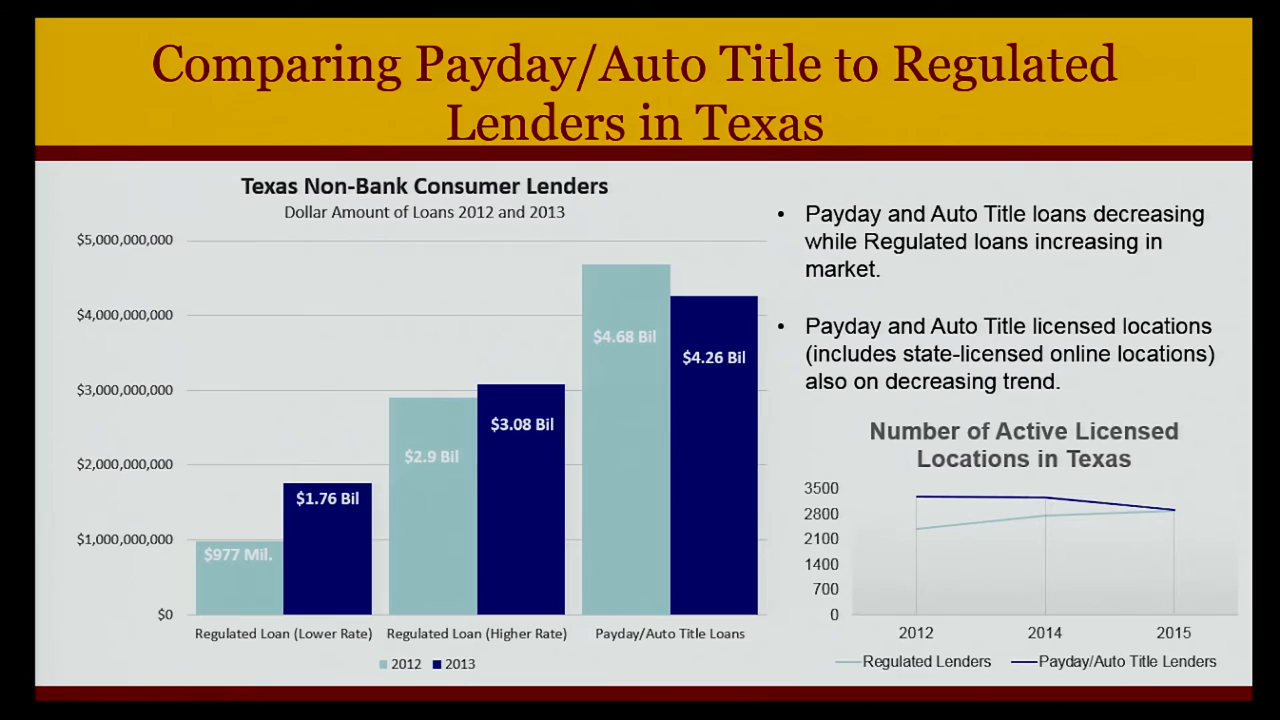 Comparing Payday/Auto Title to Regulated
Lenders in Texas
Texas Non-Bank Consumer Lenders
Dollar Amount of Loans 2012 and 2013
$5,000,000,000
$4,000,000,000
$3,000,000,000
$2,000,000,000
$1,000,000,000
$0
$977 Mil.
$1.76 Bil
$2.9 Bil
$3.08 Bil
$4.68 Bil
$4.26 Bil
Regulated Loan (Lower Rate)
Regulated Loan (Higher Rate)
Payday/Auto Title Loans
2012
2013
• Payday and Auto Title loans decreasing
while Regulated loans increasing in
market.
• Payday and Auto Title licensed locations
(includes state-licensed online locations)
also on decreasing trend.
Number of Active Licensed
Locations in Texas
3500
2800
2100
1400
700
0
2012
2014
2015
Regulated Lenders
Payday/Auto Title Lenders